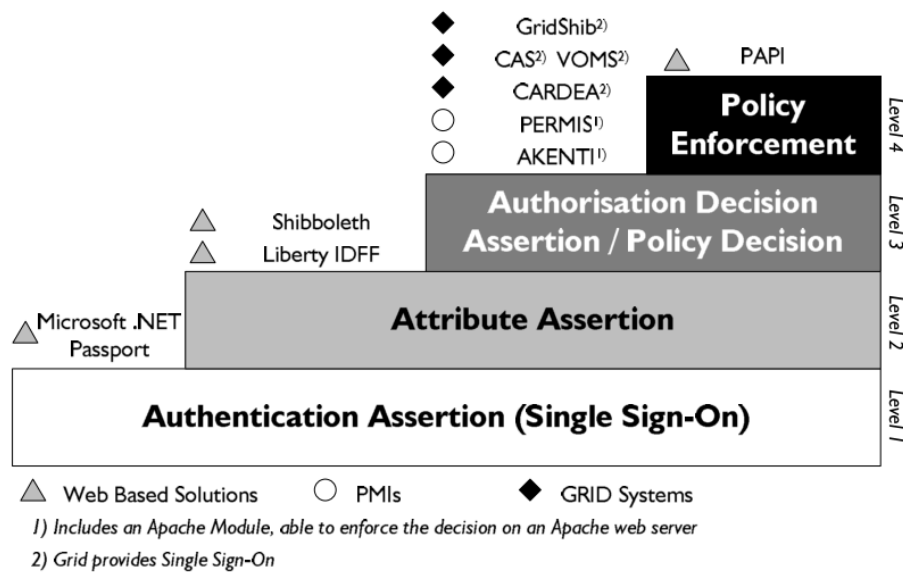 GridShib²⁾
CAS²⁾ VOMS²⁾
PAPI
CARDEA²⁾
PERMIS¹⁾
AKENTI¹⁾
Policy
Enforcement
Level 4
Shibboleth
Liberty IDFF
Authorisation Decision
Assertion / Policy Decision
Level 3
Microsoft .NET
Passport
Attribute Assertion
Level 2
Authentication Assertion (Single Sign-On)
Level 1
Web Based Solutions
PMIs
GRID Systems
1) Includes an Apache Module, able to enforce the decision on an Apache web server
2) Grid provides Single Sign-On